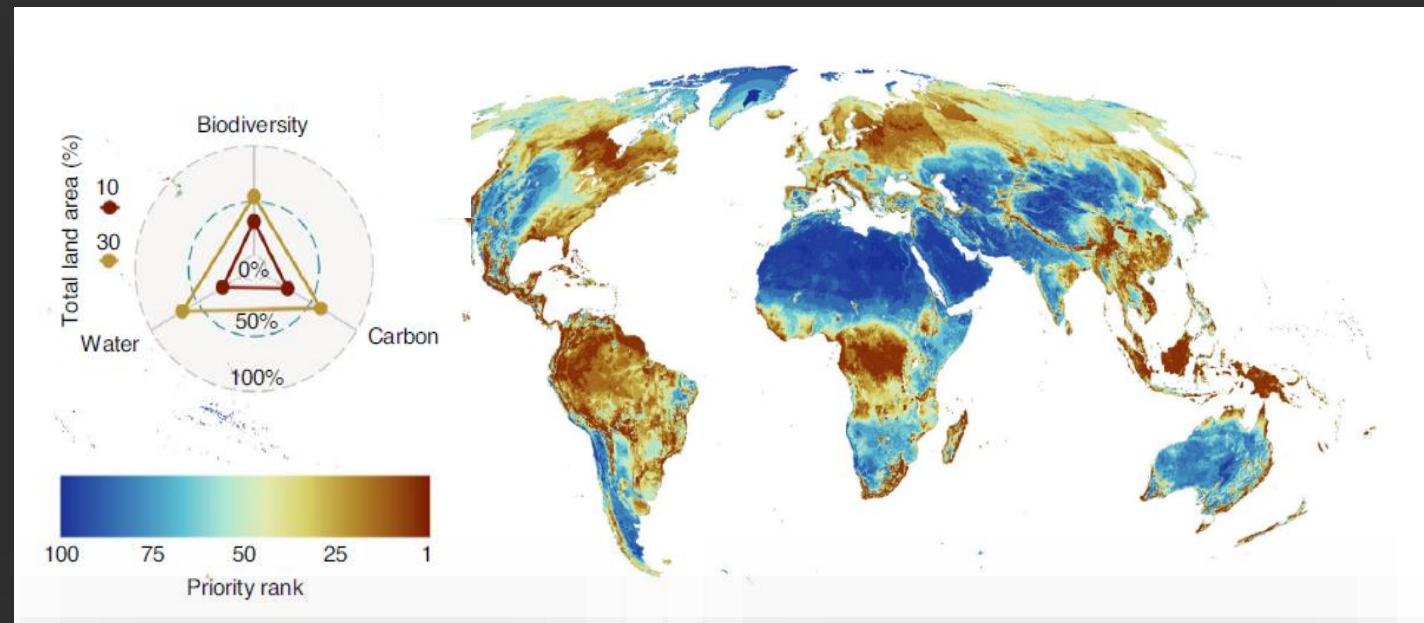 Biodiversity
Total land area (%)
10
30
0%
50%
Water
Carbon
100%
100 75 50 25 1
Priority rank